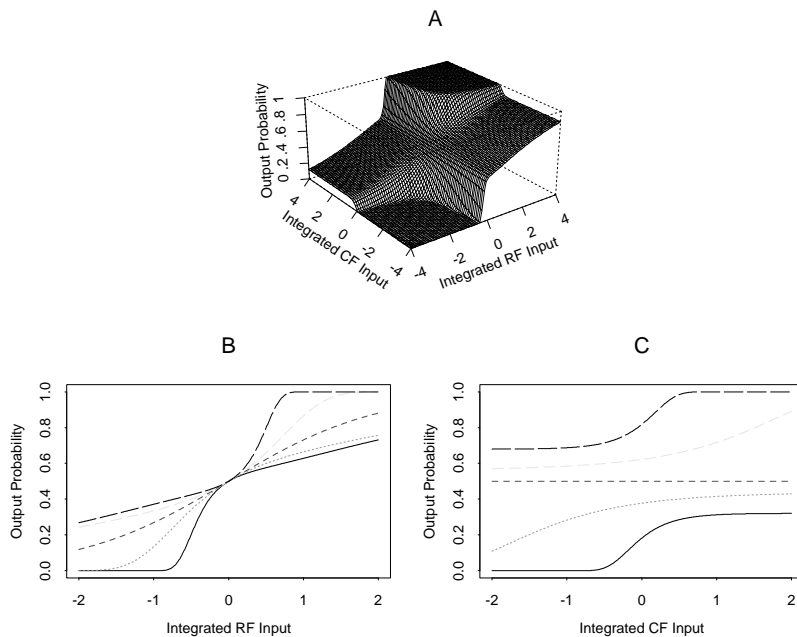 A
Output Probability
0 0.2 .4 .6 .8 1
4 2 0 -2 -4
Integrated CF Input
-4 -2 0 2 4
Integrated RF Input
B
Output Probability
0.0 0.2 0.4 0.6 0.8 1.0
-2 -1 0 1 2
Integrated RF Input
C
Output Probability
0.0 0.2 0.4 0.6 0.8 1.0
-2 -1 0 1 2
Integrated CF Input